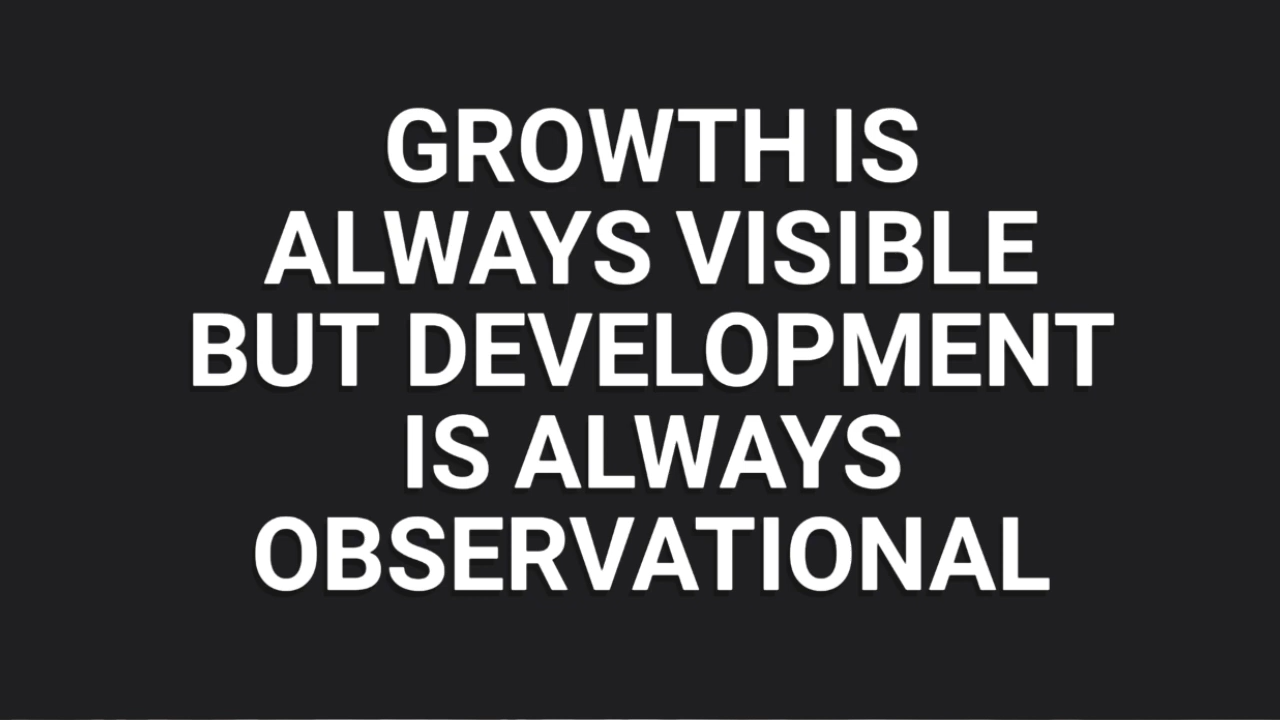 GROWTH IS
ALWAYS VISIBLE
BUT DEVELOPMENT
IS ALWAYS
OBSERVATIONAL